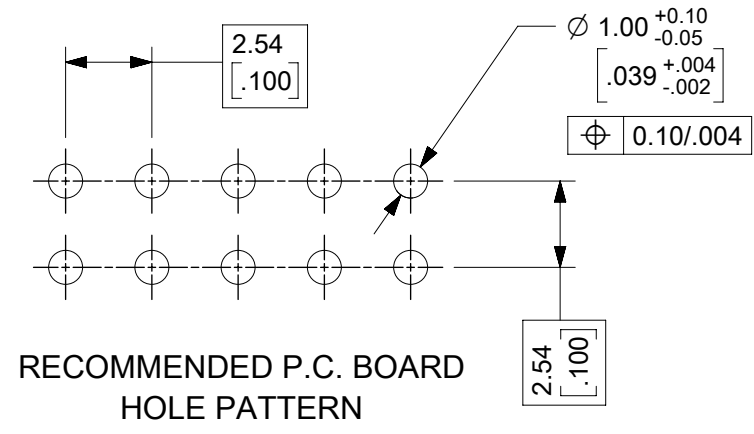 2.54
[.100]
⌀ 1.00 +0.10
-0.05
[.039 +.004
-.002]
⌖ 0.10/.004
2.54
[.100]
RECOMMENDED P.C. BOARD
HOLE PATTERN